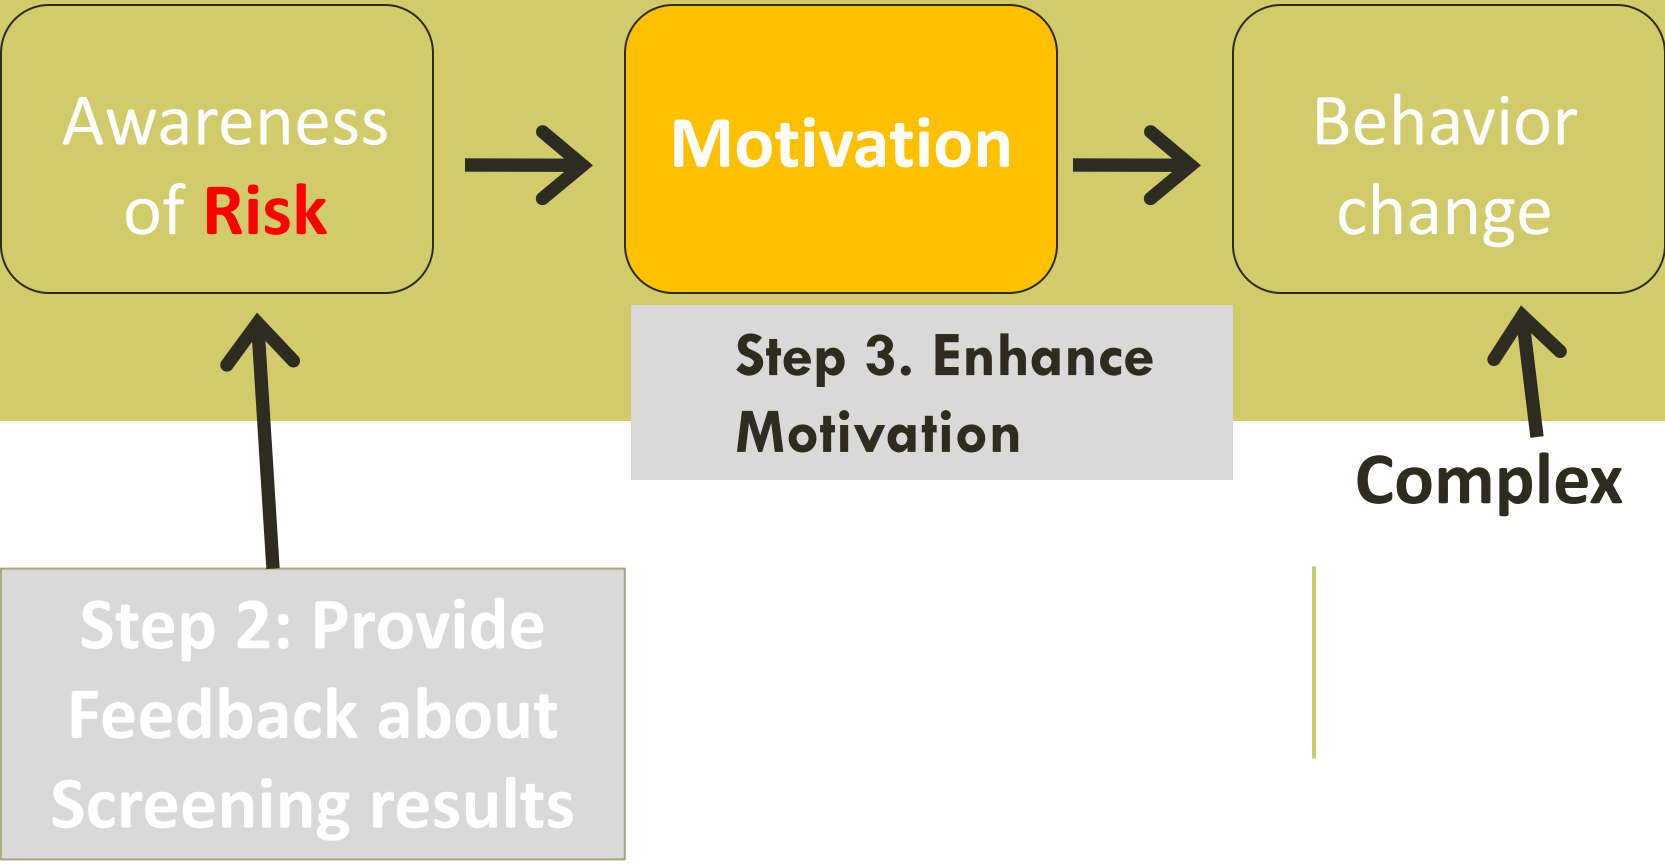 Awareness
of Risk
Motivation
Behavior
change
Step 3. Enhance
Motivation
Complex
Step 2: Provide
Feedback about
Screening results